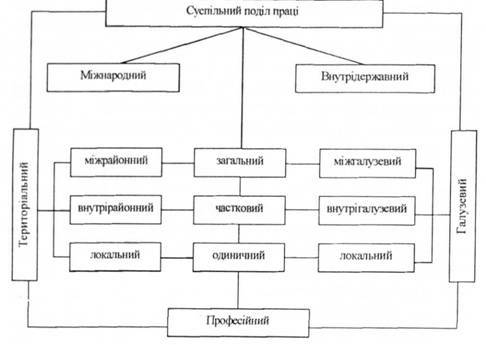 Суспільний поділ праці
Міжнародний
Внутрідержавний
Територіальний
міжрайонний
загальний
міжгалузевий
внутрірайонний
частковий
внутрігалузевий
локальний
одиничний
локальний
Галузевий
Професійний